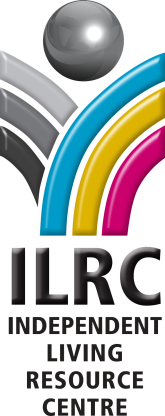 ILRC
INDEPENDENT
LIVING
RESOURCE
CENTRE